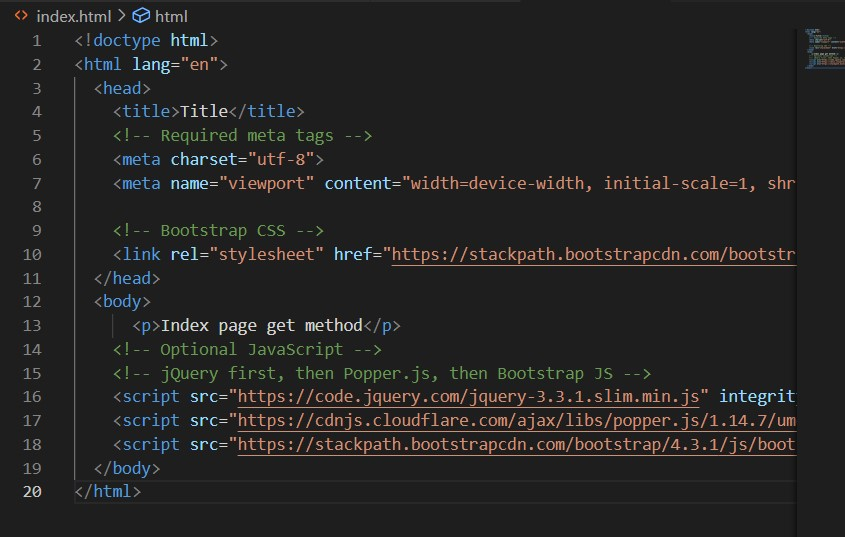 index.html > html
1 <!doctype html>
2 <html lang="en">
3 <head>
4 <title>Title</title>
5 <!-- Required meta tags -->
6 <meta charset="utf-8">
7 <meta name="viewport" content="width=device-width, initial-scale=1, shr
8
9 <!-- Bootstrap CSS -->
10 <link rel="stylesheet" href="https://stackpath.bootstrapcdn.com/bootstr
11 </head>
12 <body>
13 <p>Index page get method</p>
14 <!-- Optional JavaScript -->
15 <!-- jQuery first, then Popper.js, then Bootstrap JS -->
16 <script src="https://code.jquery.com/jquery-3.3.1.slim.min.js" integrit
17 <script src="https://cdnjs.cloudflare.com/ajax/libs/popper.js/1.14.7/um
18 <script src="https://stackpath.bootstrapcdn.com/bootstrap/4.3.1/js/boot
19 </body>
20 </html>